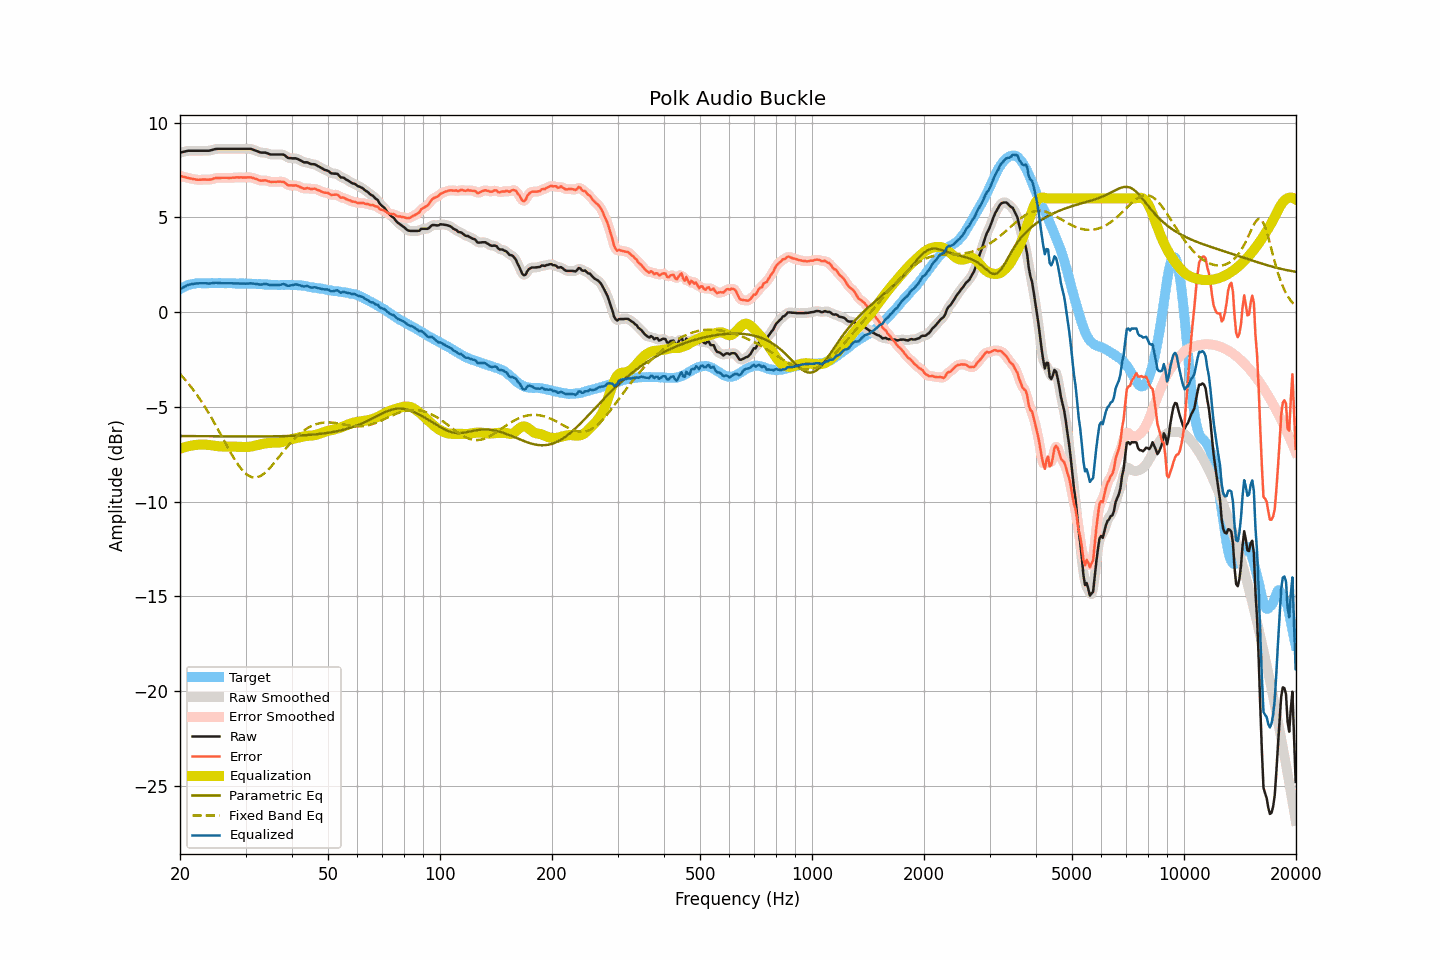 Polk Audio Buckle
10
5
0
−5
−10
−15
−20
−25
Amplitude (dBr)
Target
Raw Smoothed
Error Smoothed
Raw
Error
Equalization
Parametric Eq
Fixed Band Eq
Equalized
20 50 100 200 500 1000 2000 5000 10000 20000
Frequency (Hz)